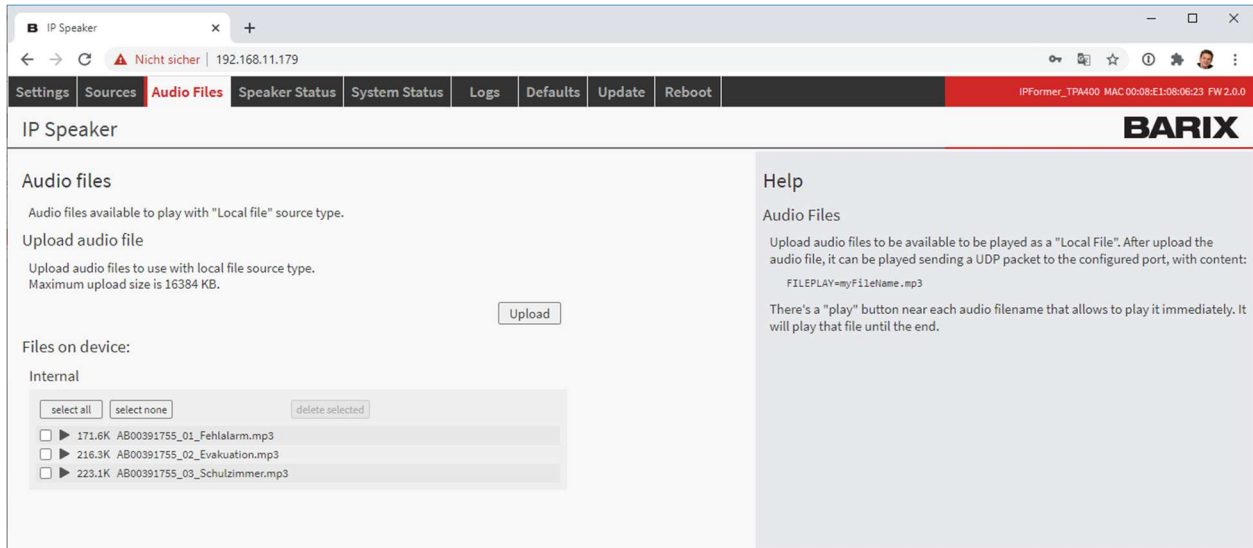 B IP Speaker
Nicht sicher | 192.168.11.179
Settings Sources Audio Files Speaker Status System Status Logs Defaults Update Reboot
IPFormer_TPA400 MAC 00:08:E1:08:06:23 FW 2.0.0
IP Speaker
BARIX
Audio files
Audio files available to play with "Local file" source type.
Upload audio file
Upload audio files to use with local file source type.
Maximum upload size is 16384 KB.
Upload
Files on device:
Internal
select all select none delete selected
171.6K AB00391755_01_Fehlalarm.mp3
216.3K AB00391755_02_Evakuation.mp3
223.1K AB00391755_03_Schulzimmer.mp3
Help
Audio Files
Upload audio files to be available to be played as a "Local File". After upload the
audio file, it can be played sending a UDP packet to the configured port, with content:
FILEPLAY=myFileName.mp3
There's a "play" button near each audio filename that allows to play it immediately. It
will play that file until the end.